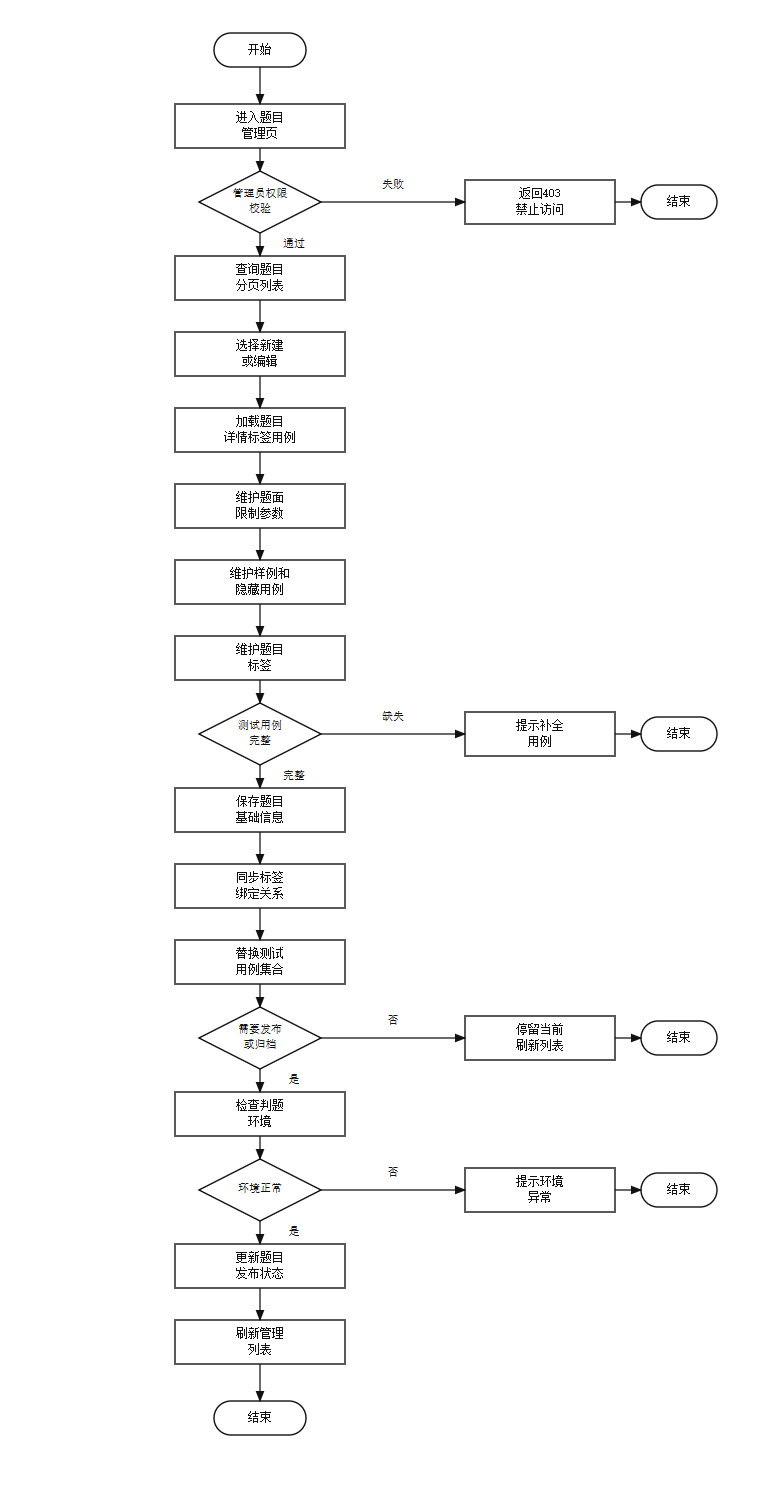 开始
进入题目
管理页
管理员权限
校验
失败
返回403
禁止访问
结束
通过
查询题目
分页列表
选择新建
或编辑
加载题目
详情标签用例
维护题面
限制参数
维护样例和
隐藏用例
维护题目
标签
测试用例
完整
缺失
提示补全
用例
结束
完整
保存题目
基础信息
同步标签
绑定关系
替换测试
用例集合
需要发布
或归档
否
停留当前
刷新列表
结束
是
检查判题
环境
环境正常
否
提示环境
异常
结束
是
更新题目
发布状态
刷新管理
列表
结束